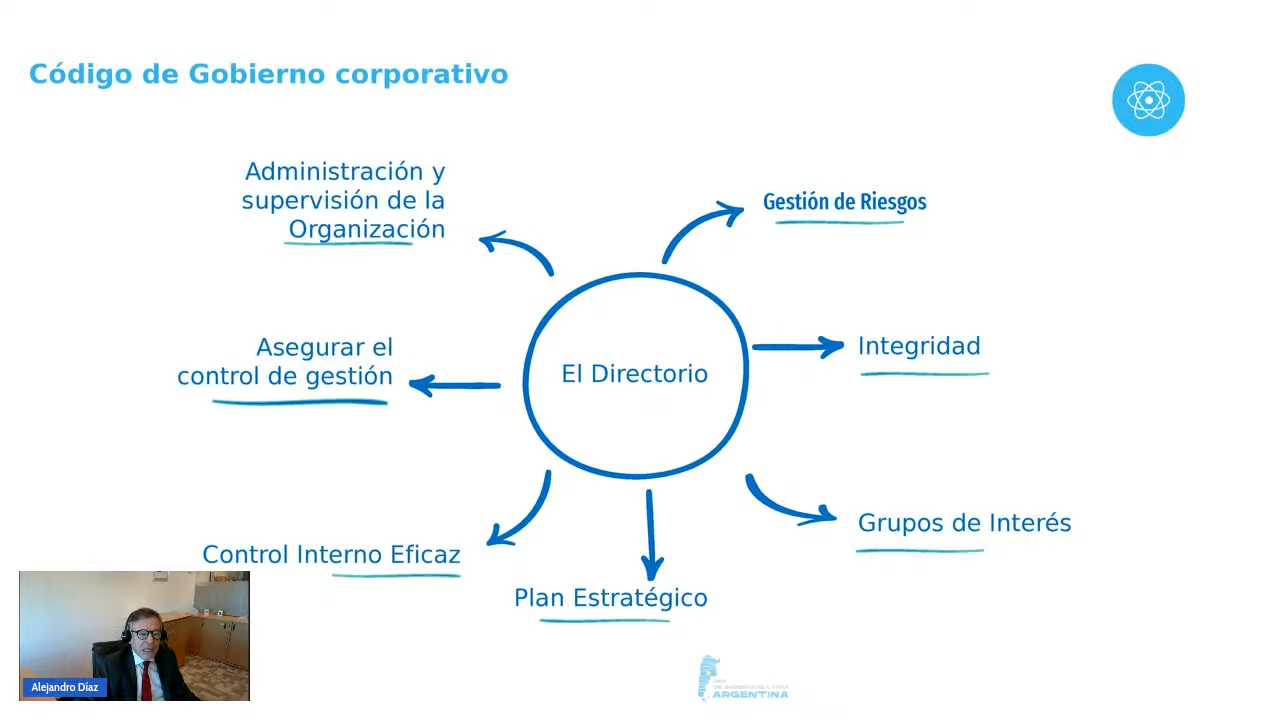 Código de Gobierno corporativo
Administración y
supervisión de la
Organización
Gestión de Riesgos
Asegurar el
control de gestión
El Directorio
Integridad
Control Interno Eficaz
Plan Estratégico
Grupos de Interés
Alejandro Díaz
ARGENTINA